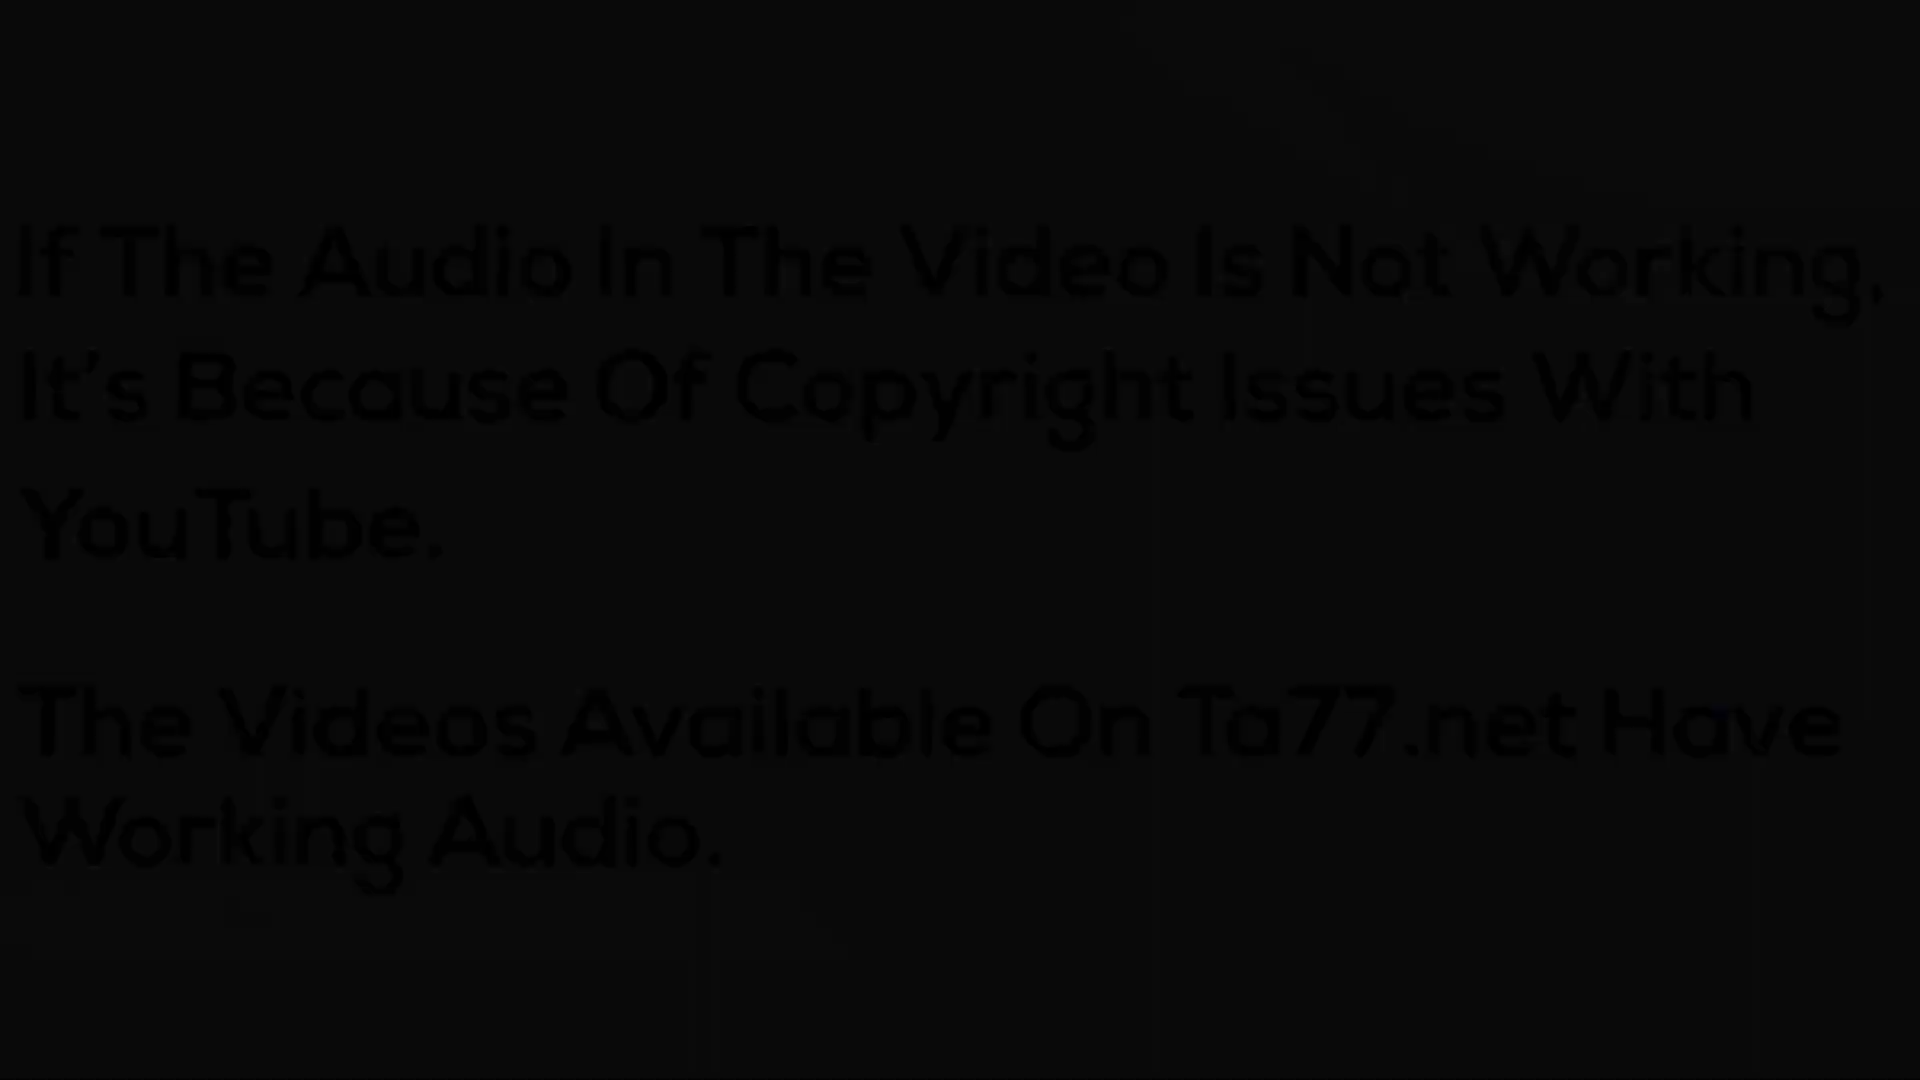 If The Audio In The Video Is Not Working,
It's Because Of Copyright Issues With
YouTube.
The Videos Available On Ta77.net Have
Working Audio.